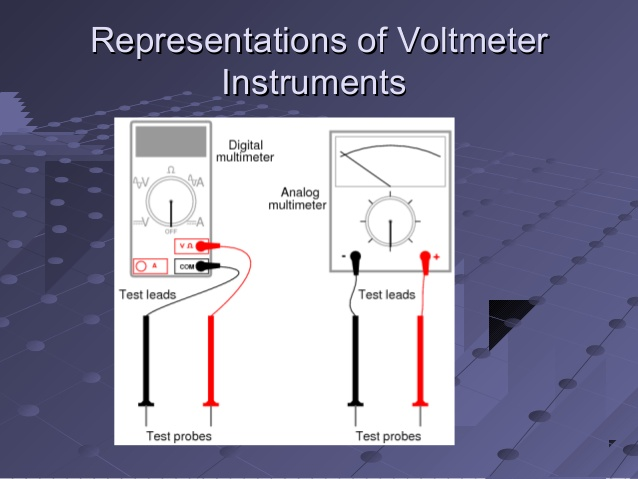 Representations of Voltmeter
Instruments
Digital
multimeter
Ω
V
A
V
A
OFF
V Ω
A
COM
Test leads
Test probes
Analog
multimeter
-
+
Test leads
Test probes